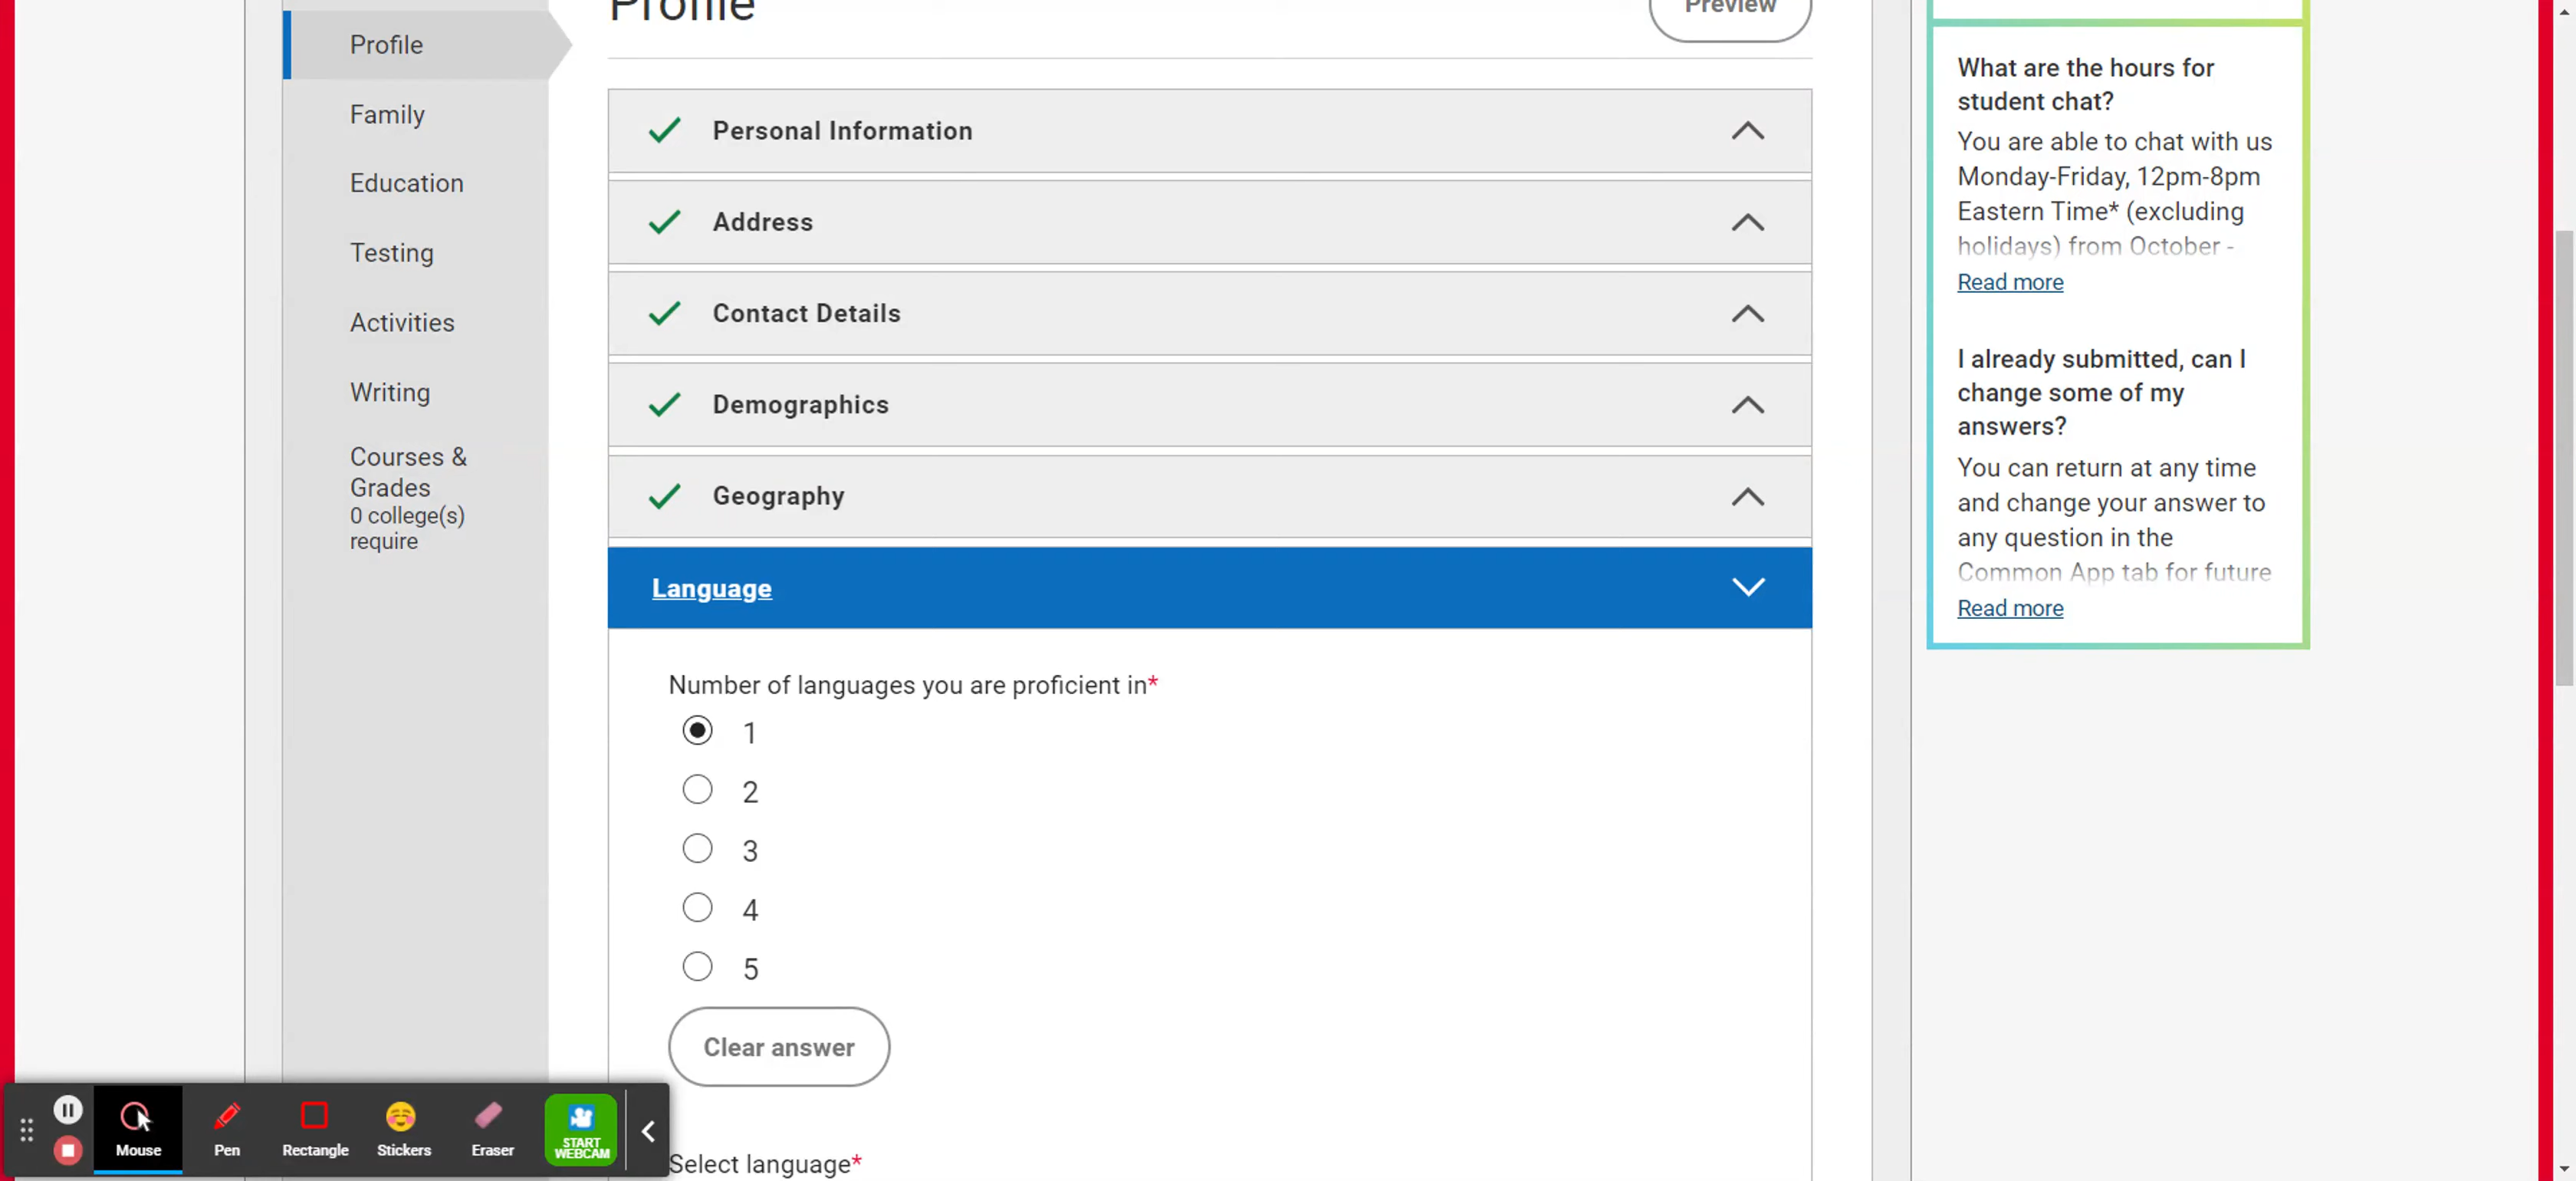 Profile
Preview
Profile
Family
Education
Testing
Activities
Writing
Courses &
Grades
0 college(s)
require
Personal Information
Address
Contact Details
Demographics
Geography
Language
Number of languages you are proficient in*
1
2
3
4
5
Clear answer
Select language*
What are the hours for
student chat?
You are able to chat with us
Monday-Friday, 12pm-8pm
Eastern Time* (excluding
holidays) from October -
Read more
I already submitted, can I
change some of my
answers?
You can return at any time
and change your answer to
any question in the
Common App tab for future
Read more
Mouse
Pen
Rectangle
Stickers
Eraser
START
WEBCAM